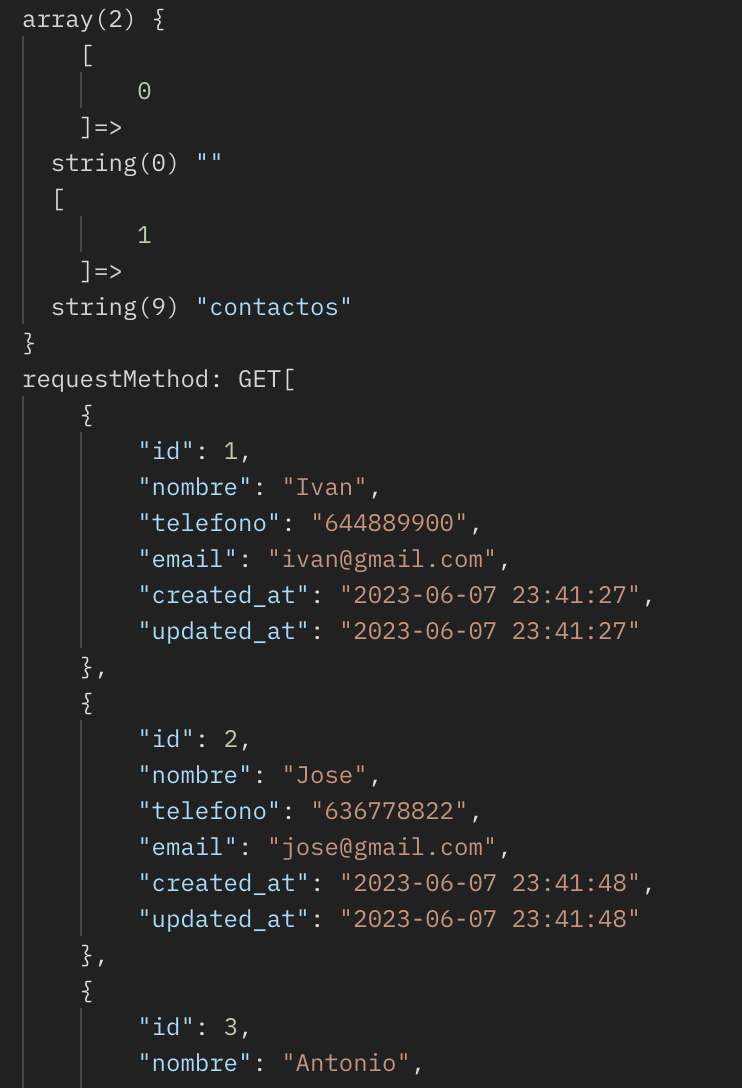 array(2) {
[
0
]=>
string(0) ""
[
1
]=>
string(9) "contactos"
}
requestMethod: GET[
{
"id": 1,
"nombre": "Ivan",
"telefono": "644889900",
"email": "ivan@gmail.com",
"created_at": "2023-06-07 23:41:27",
"updated_at": "2023-06-07 23:41:27"
},
{
"id": 2,
"nombre": "Jose",
"telefono": "636778822",
"email": "jose@gmail.com",
"created_at": "2023-06-07 23:41:48",
"updated_at": "2023-06-07 23:41:48"
},
{
"id": 3,
"nombre": "Antonio",